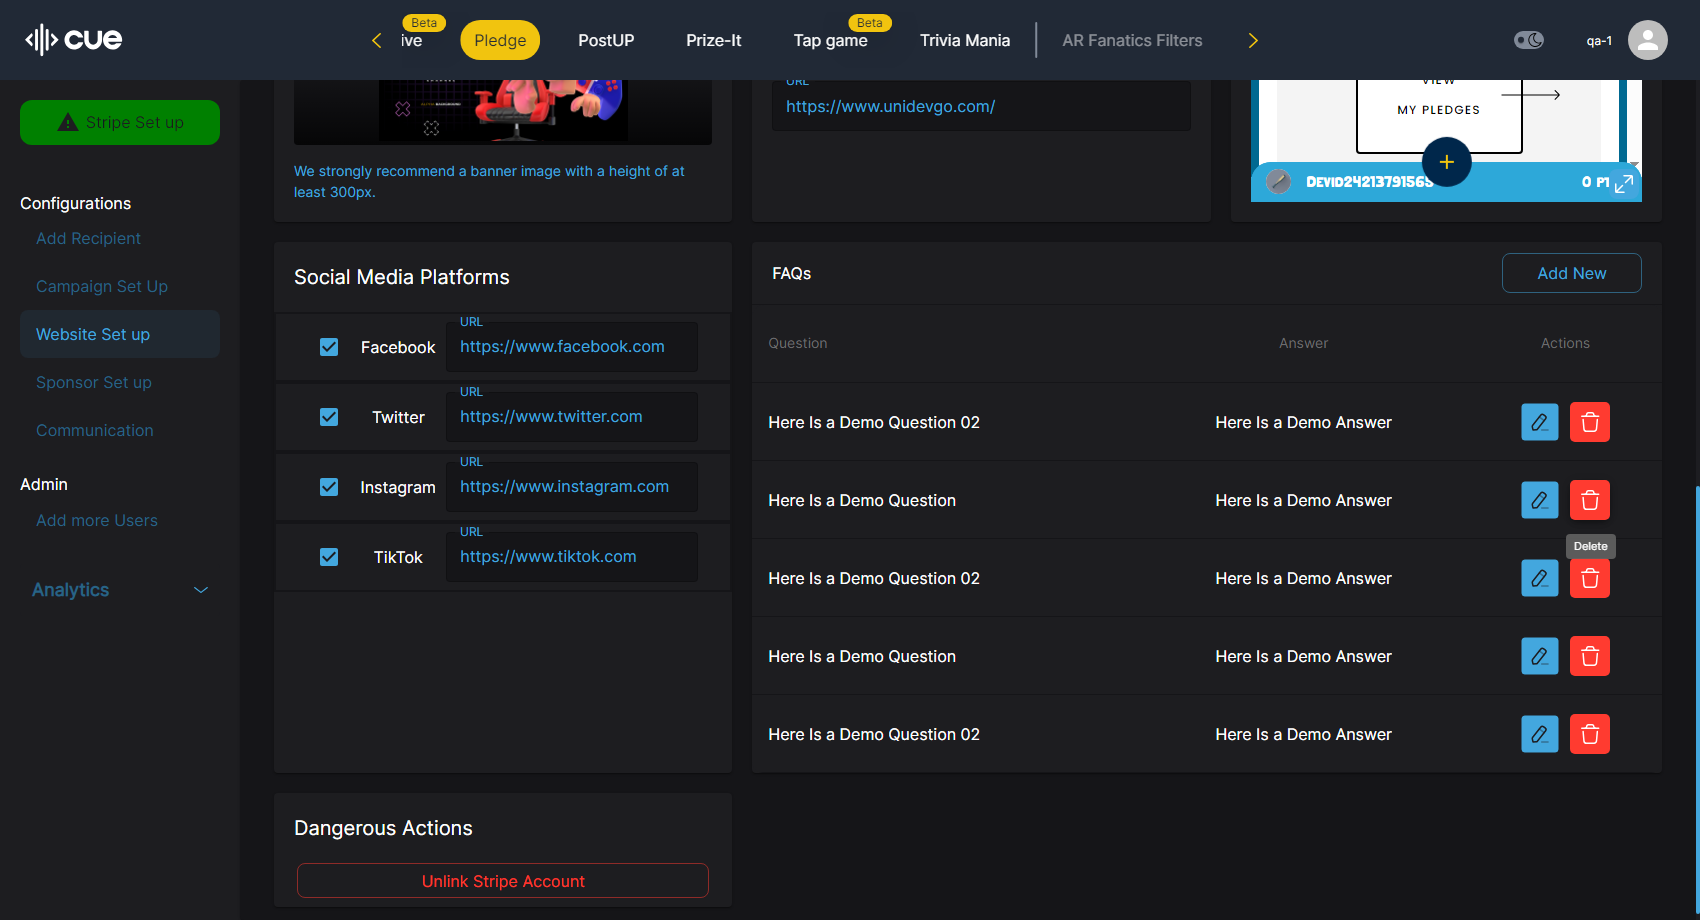 cue
Beta
ive
Pledge
PostUP
Prize-It
Beta
Tap game
Trivia Mania
AR Fanatics Filters
qa-1
Stripe Set up
Configurations
Add Recipient
Campaign Set Up
Website Set up
Sponsor Set up
Communication
Admin
Add more Users
Analytics
We strongly recommend a banner image with a height of at
least 300px.
URL
https://www.unidevgo.com/
VIEW
MY PLEDGES
+
DEVID24213791565
0 PT
Social Media Platforms
Facebook
URL
https://www.facebook.com
Twitter
URL
https://www.twitter.com
Instagram
URL
https://www.instagram.com
TikTok
URL
https://www.tiktok.com
FAQs
Add New
Question Answer Actions
Here Is a Demo Question 02 Here Is a Demo Answer
Here Is a Demo Question Here Is a Demo Answer
Delete
Here Is a Demo Question 02 Here Is a Demo Answer
Here Is a Demo Question Here Is a Demo Answer
Here Is a Demo Question 02 Here Is a Demo Answer
Dangerous Actions
Unlink Stripe Account